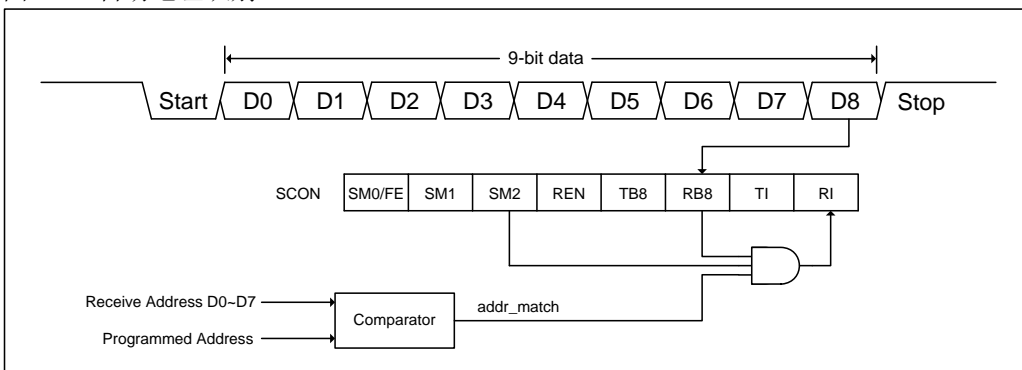 9-bit data
Start D0 D1 D2 D3 D4 D5 D6 D7 D8 Stop
SCON SM0/FE SM1 SM2 REN TB8 RB8 TI RI
Receive Address D0~D7
addr_match
Comparator
Programmed Address